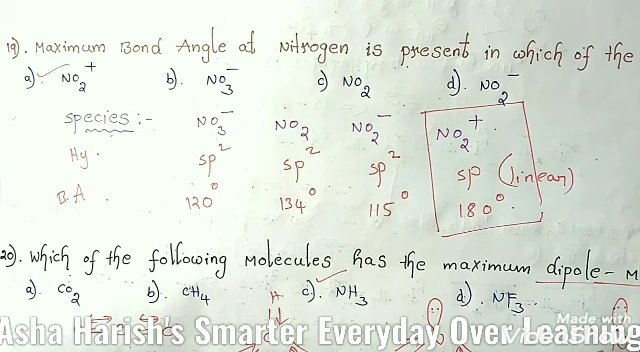 19). Maximum Bond Angle at Nitrogen is present in which of the
a). NO2+ b). NO3- c) NO2 d). NO2-
species :- NO3- NO2 NO2- NO2+.
Hy. sp2 sp2 sp2 sp (linear)
B.A 120° 134° 115° 180°.
20). Which of the following Molecules has the maximum dipole-M
a). CO2 b). CH4 c). NH3 d). NF3
H
Made with
Asha Harish's Smarter Everyday Over Learning